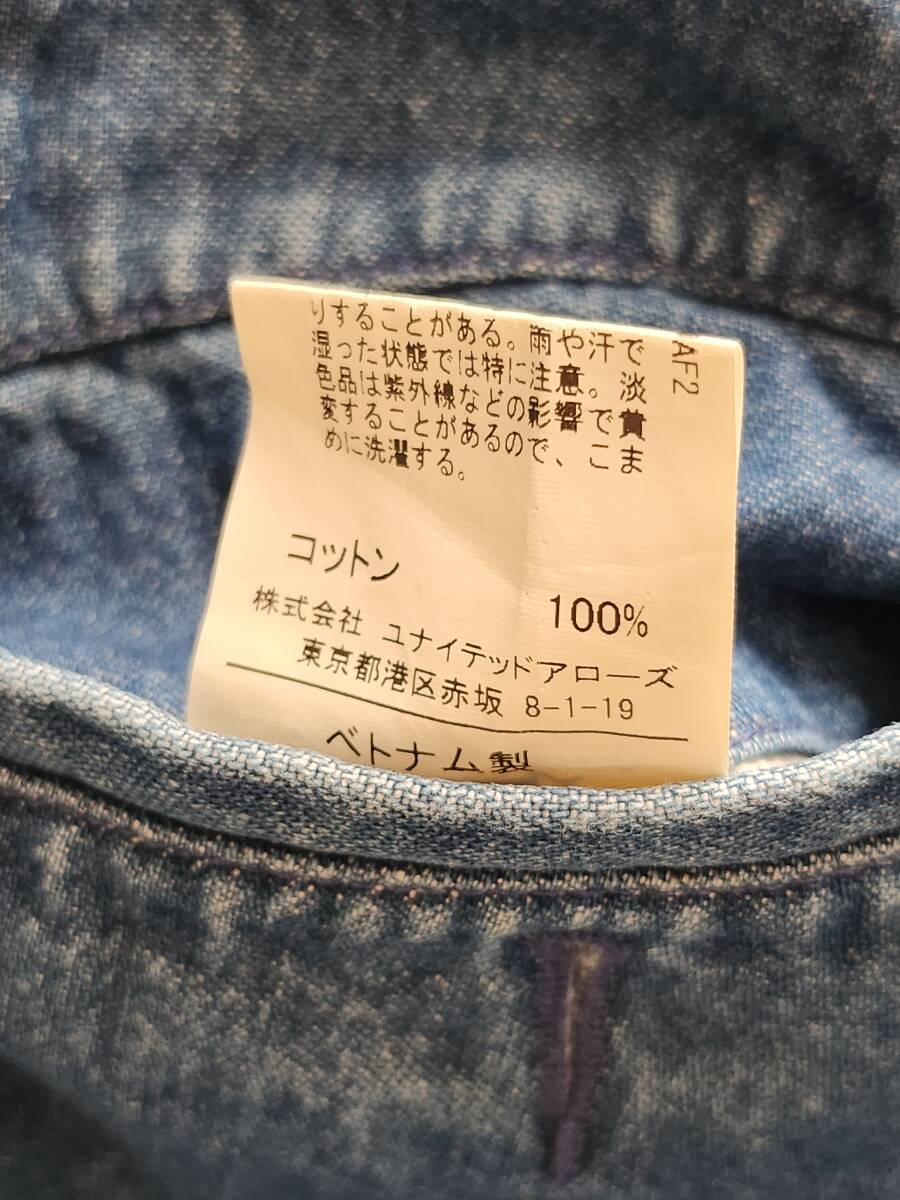 りすることがある。雨や汗で
湿った状態では特に注意。淡
色品は紫外線などの影響で黄
変することがあるので、こま
めに洗濯する。
コットン
100%
株式会社 ユナイテッドアローズ
東京都港区赤坂 8-1-19
ベトナム製
AF2